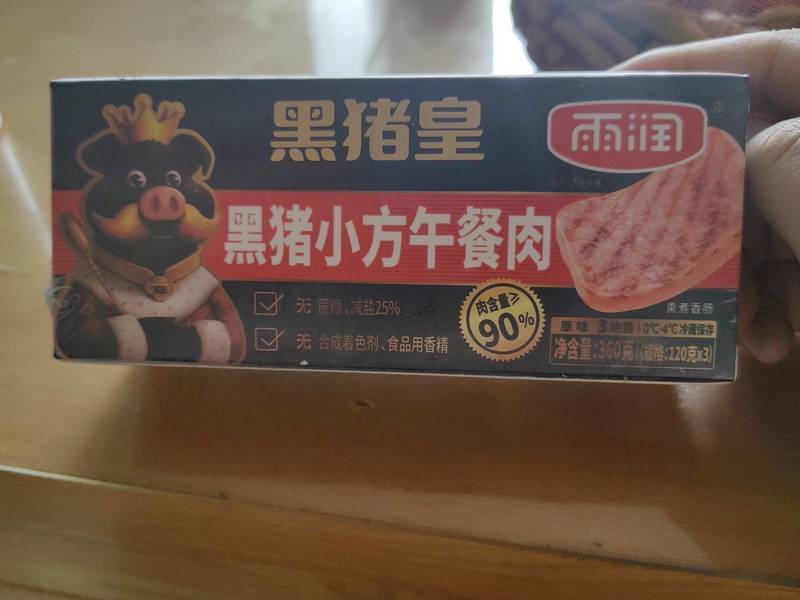 黑猪皇
雨润
®
黑猪小方午餐肉
熏煮香肠
无 蔗糖、减盐25%
无 合成着色剂、食品用香精
肉含量≥
90%
原味 3块装 0℃-4℃冷藏保存
净含量:360克 (规格:120克x3)